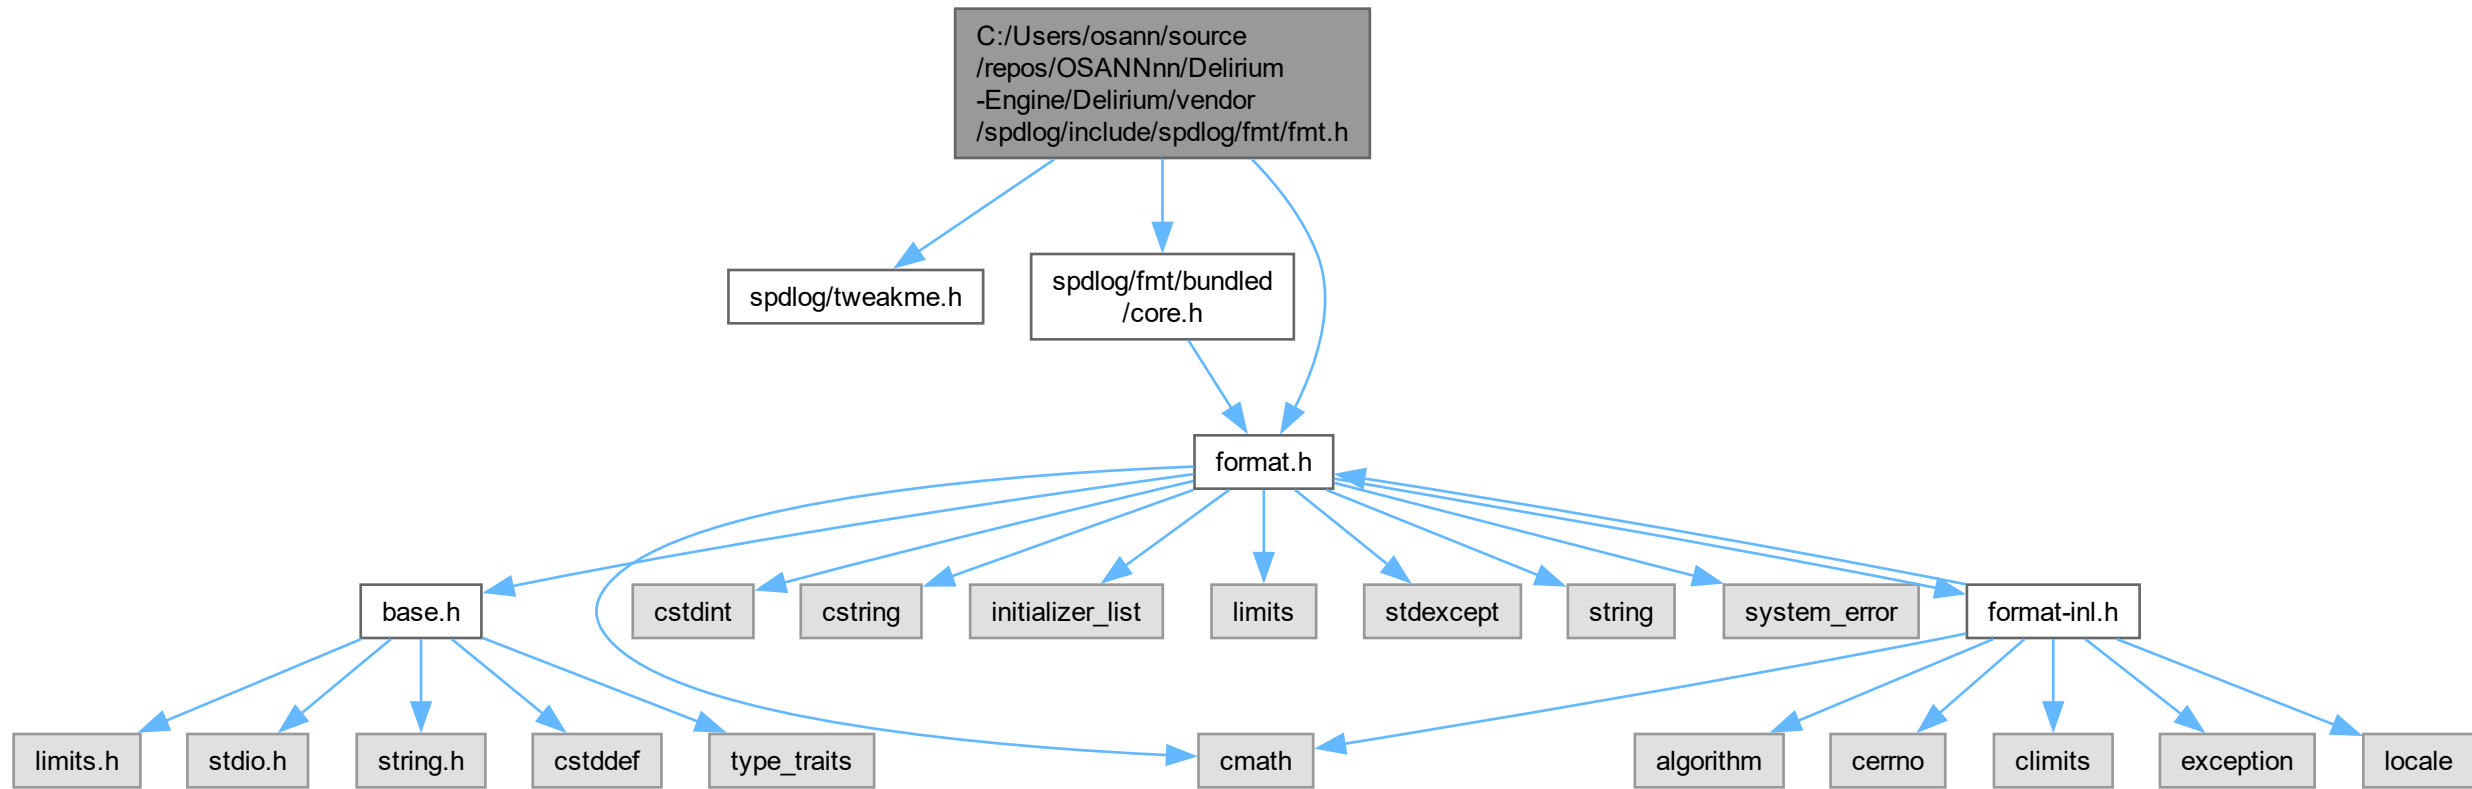 C:/Users/osann/source
/repos/OSANNnn/Delirium
-Engine/Delirium/vendor
/spdlog/include/spdlog/fmt/fmt.h
spdlog/tweakme.h
spdlog/fmt/bundled
/core.h
format.h
base.h
cstdint
cstring
initializer_list
limits
stdexcept
string
system_error
format-inl.h
limits.h
stdio.h
string.h
cstddef
type_traits
cmath
algorithm
cerrno
climits
exception
locale